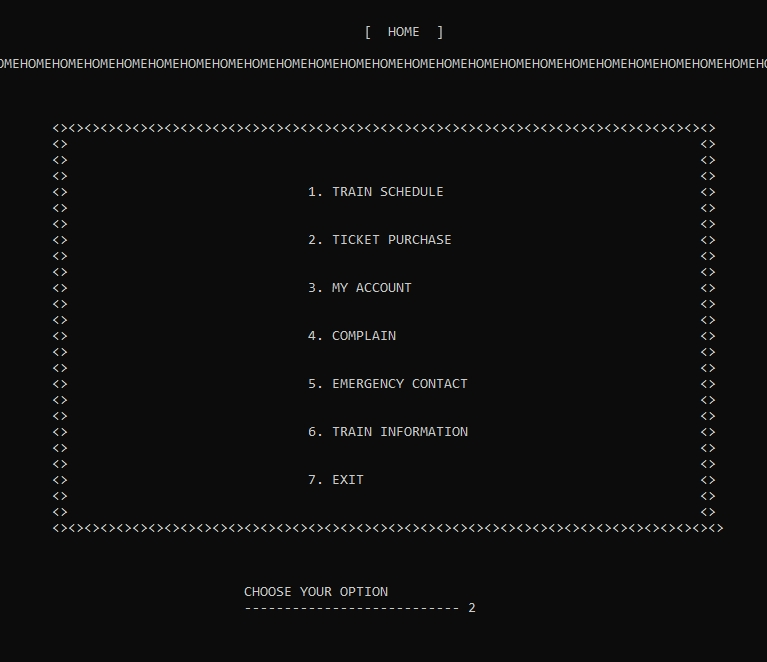 [  HOME  ]
OMEHOMEHOMEHOMEHOMEHOMEHOMEHOMEHOMEHOMEHOMEHOMEHOMEHOMEHOMEHOMEHOMEHOMEHOMEHOMEHOMEHOMEHOMEHOMEHO
<><><><><><><><><><><><><>><><><><><><><><><><><><><><><><><><><><><><><><><><><><>
<> <>
<> <>
<> <>
<> 1. TRAIN SCHEDULE <>
<> <>
<> <>
<> 2. TICKET PURCHASE <>
<> <>
<> <>
<> 3. MY ACCOUNT <>
<> <>
<> <>
<> 4. COMPLAIN <>
<> <>
<> <>
<> 5. EMERGENCY CONTACT <>
<> <>
<> <>
<> 6. TRAIN INFORMATION <>
<> <>
<> <>
<> 7. EXIT <>
<> <>
<> <>
<><><><><><><><><><><><><><><><><><><><><><><><><><><><><><><><><><><><><><><><><><>
CHOOSE YOUR OPTION
--------------------------- 2